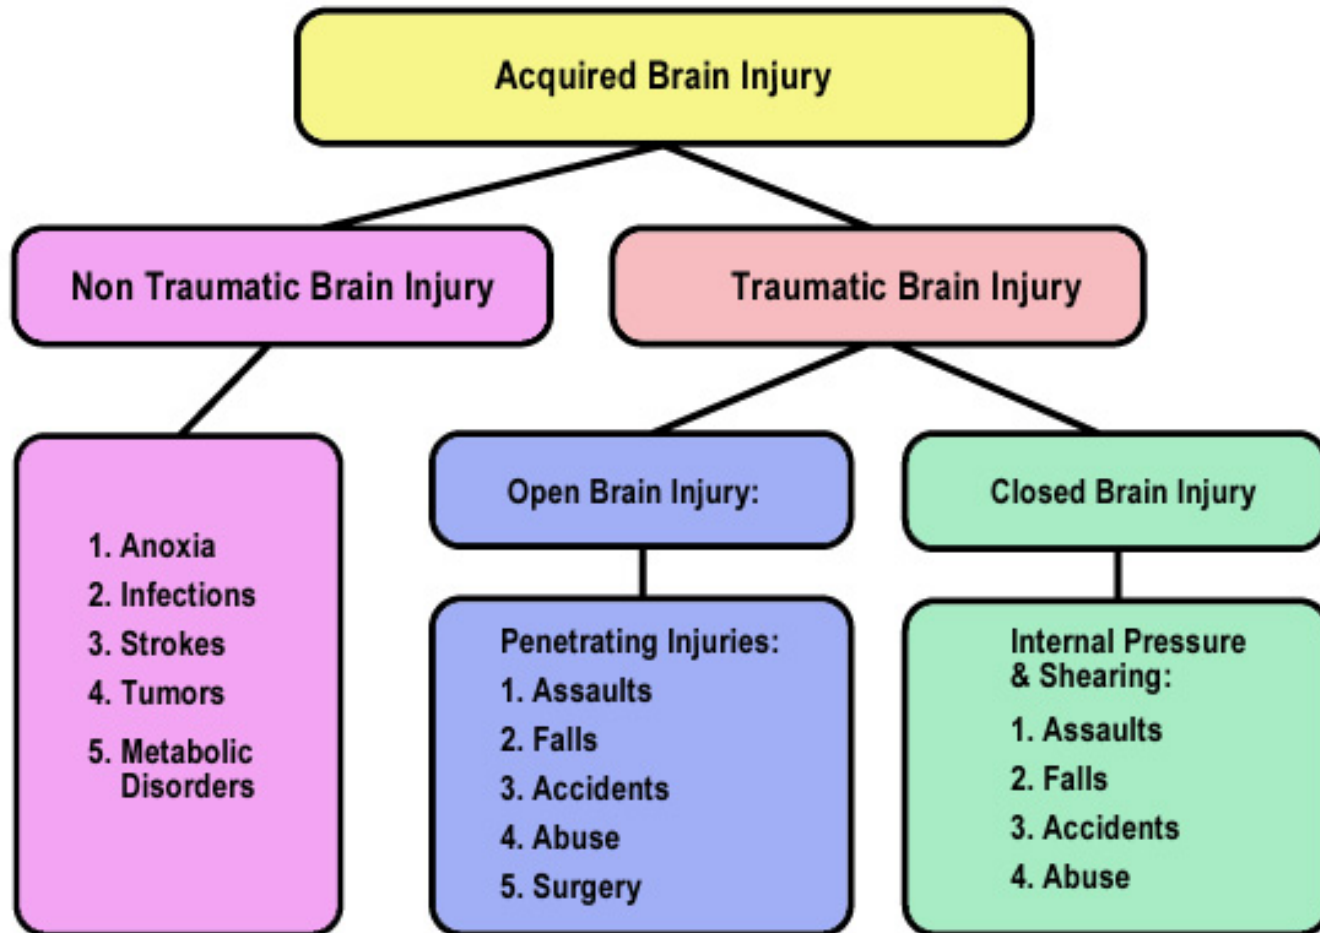 Acquired Brain Injury
Non Traumatic Brain Injury
Traumatic Brain Injury
1. Anoxia
2. Infections
3. Strokes
4. Tumors
5. Metabolic
Disorders
Open Brain Injury:
Penetrating Injuries:
1. Assaults
2. Falls
3. Accidents
4. Abuse
5. Surgery
Closed Brain Injury
Internal Pressure
& Shearing:
1. Assaults
2. Falls
3. Accidents
4. Abuse